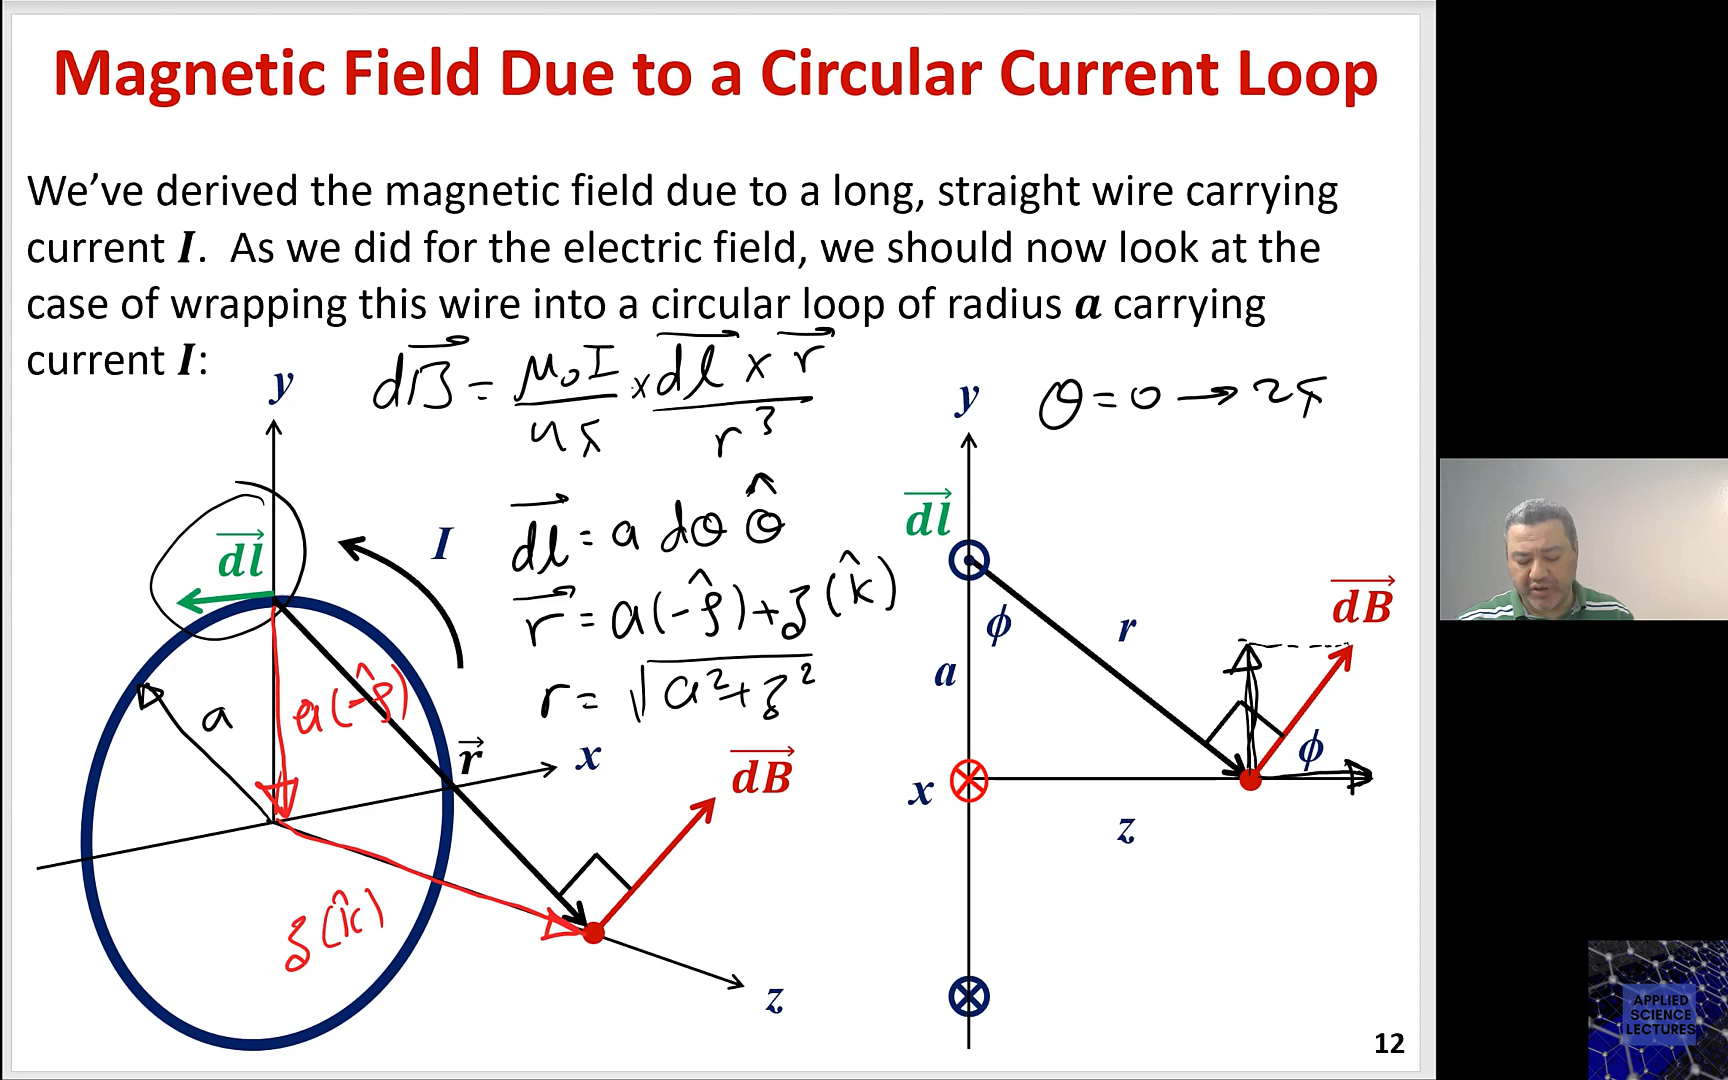 Magnetic Field Due to a Circular Current Loop
We’ve derived the magnetic field due to a long, straight wire carrying
current I. As we did for the electric field, we should now look at the
case of wrapping this wire into a circular loop of radius a carrying
current I:
dB⃗ = μ₀I/4π × dl⃗ × r⃗/r³
θ = 0 → 2π
dl⃗ = a dθ θ̂
r⃗ = a(-ρ̂) + z(k̂)
r = √(a² + z²)
y
dl⃗
I
a
a(-ρ̂)
r⃗
x
dB⃗
z(k̂)
z
y
dl⃗
ϕ
r
dB⃗
a
ϕ
x
z
12
APPLIED
SCIENCE
LECTURES